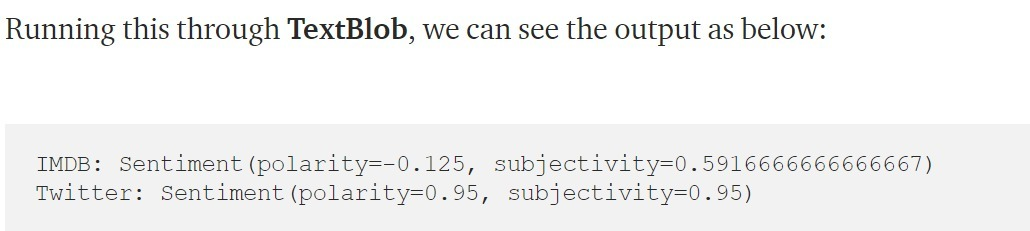 Running this through TextBlob, we can see the output as below:
IMDB: Sentiment(polarity=-0.125, subjectivity=0.5916666666666667)
Twitter: Sentiment(polarity=0.95, subjectivity=0.95)